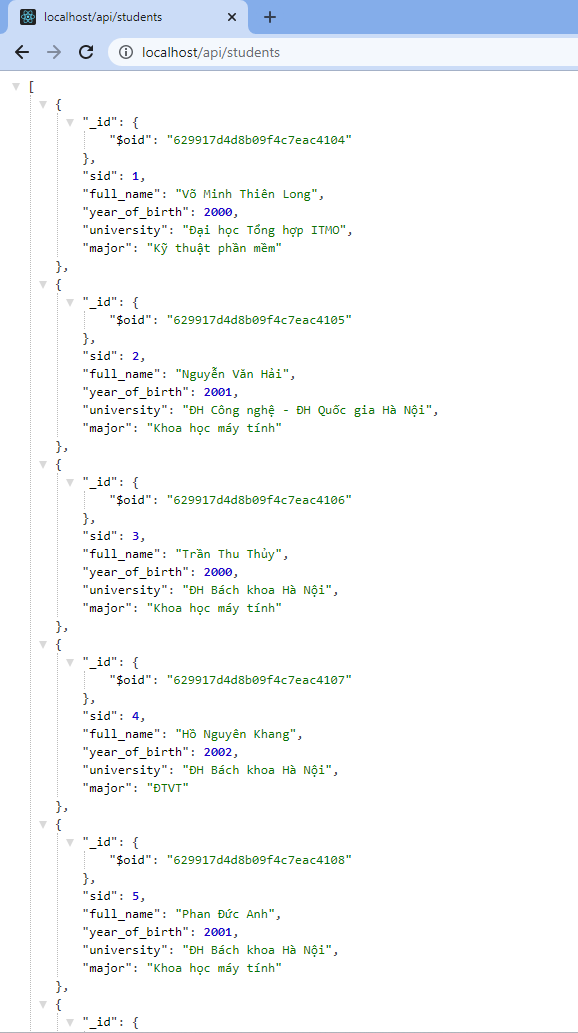 localhost/api/students
localhost/api/students
[
{
"_id": {
"$oid": "629917d4d8b09f4c7eac4104"
},
"sid": 1,
"full_name": "Võ Minh Thiên Long",
"year_of_birth": 2000,
"university": "Đại học Tổng hợp ITMO",
"major": "Kỹ thuật phần mềm"
},
{
"_id": {
"$oid": "629917d4d8b09f4c7eac4105"
},
"sid": 2,
"full_name": "Nguyễn Văn Hải",
"year_of_birth": 2001,
"university": "ĐH Công nghệ - ĐH Quốc gia Hà Nội",
"major": "Khoa học máy tính"
},
{
"_id": {
"$oid": "629917d4d8b09f4c7eac4106"
},
"sid": 3,
"full_name": "Trần Thu Thủy",
"year_of_birth": 2000,
"university": "ĐH Bách khoa Hà Nội",
"major": "Khoa học máy tính"
},
{
"_id": {
"$oid": "629917d4d8b09f4c7eac4107"
},
"sid": 4,
"full_name": "Hồ Nguyên Khang",
"year_of_birth": 2002,
"university": "ĐH Bách khoa Hà Nội",
"major": "ĐTVT"
},
{
"_id": {
"$oid": "629917d4d8b09f4c7eac4108"
},
"sid": 5,
"full_name": "Phan Đức Anh",
"year_of_birth": 2001,
"university": "ĐH Bách khoa Hà Nội",
"major": "Khoa học máy tính"
},
{
"_id": {